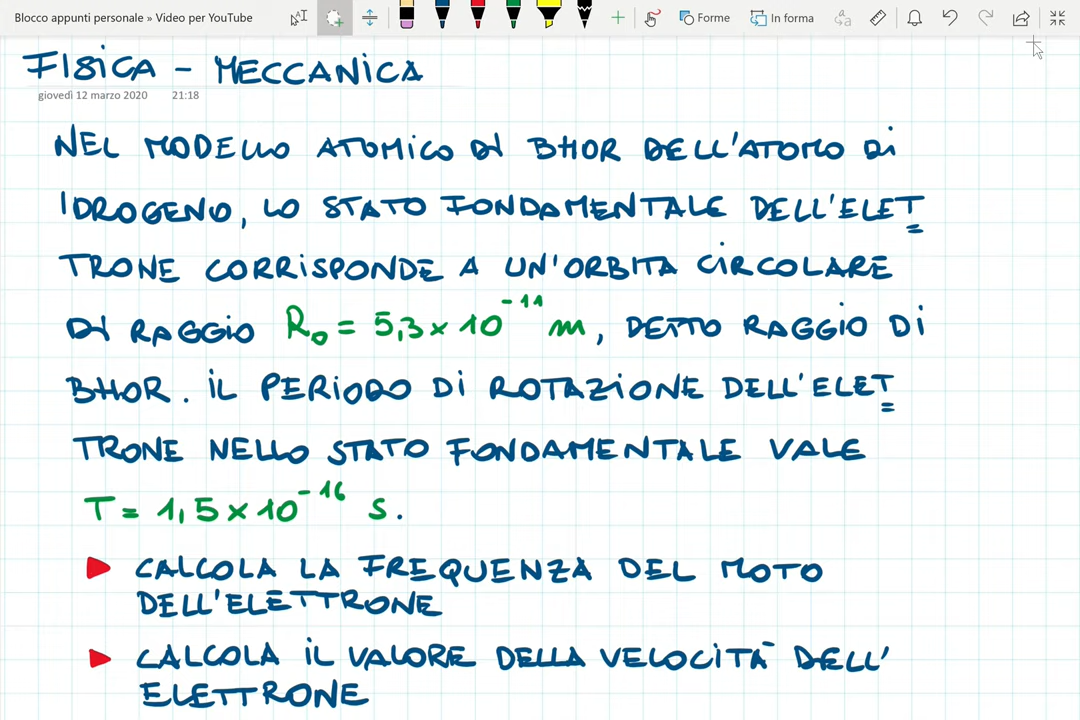 Blocco appunti personale » Video per YouTube
Forme
In forma
FISICA - MECCANICA
giovedì 12 marzo 2020 21:18
NEL MODELLO ATOMICO DI BHOR DELL'ATOMO DI
IDROGENO, LO STATO FONDAMENTALE DELL'ELET
TRONE CORRISPONDE A UN'ORBITA CIRCOLARE
DI RAGGIO R₀ = 5,3 × 10⁻¹¹ m, DETTO RAGGIO DI
BHOR. IL PERIODO DI ROTAZIONE DELL'ELET
TRONE NELLO STATO FONDAMENTALE VALE
T = 1,5 × 10⁻¹⁶ s.
CALCOLA LA FREQUENZA DEL MOTO
DELL'ELETTRONE
CALCOLA IL VALORE DELLA VELOCITÀ DELL'
ELETTRONE